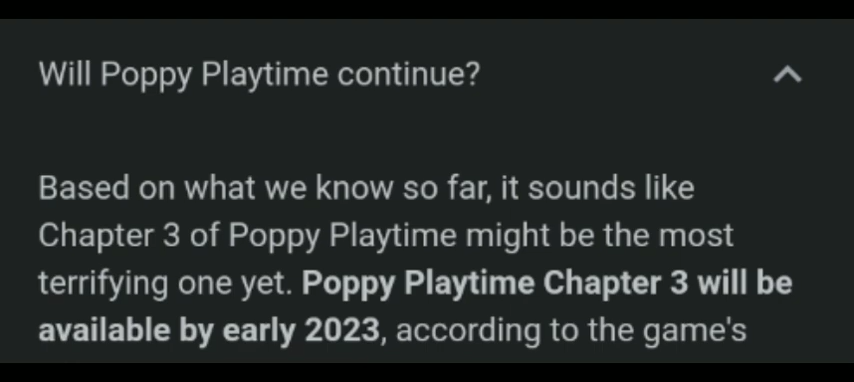 Will Poppy Playtime continue?
Based on what we know so far, it sounds like
Chapter 3 of Poppy Playtime might be the most
terrifying one yet. Poppy Playtime Chapter 3 will be
available by early 2023, according to the game's